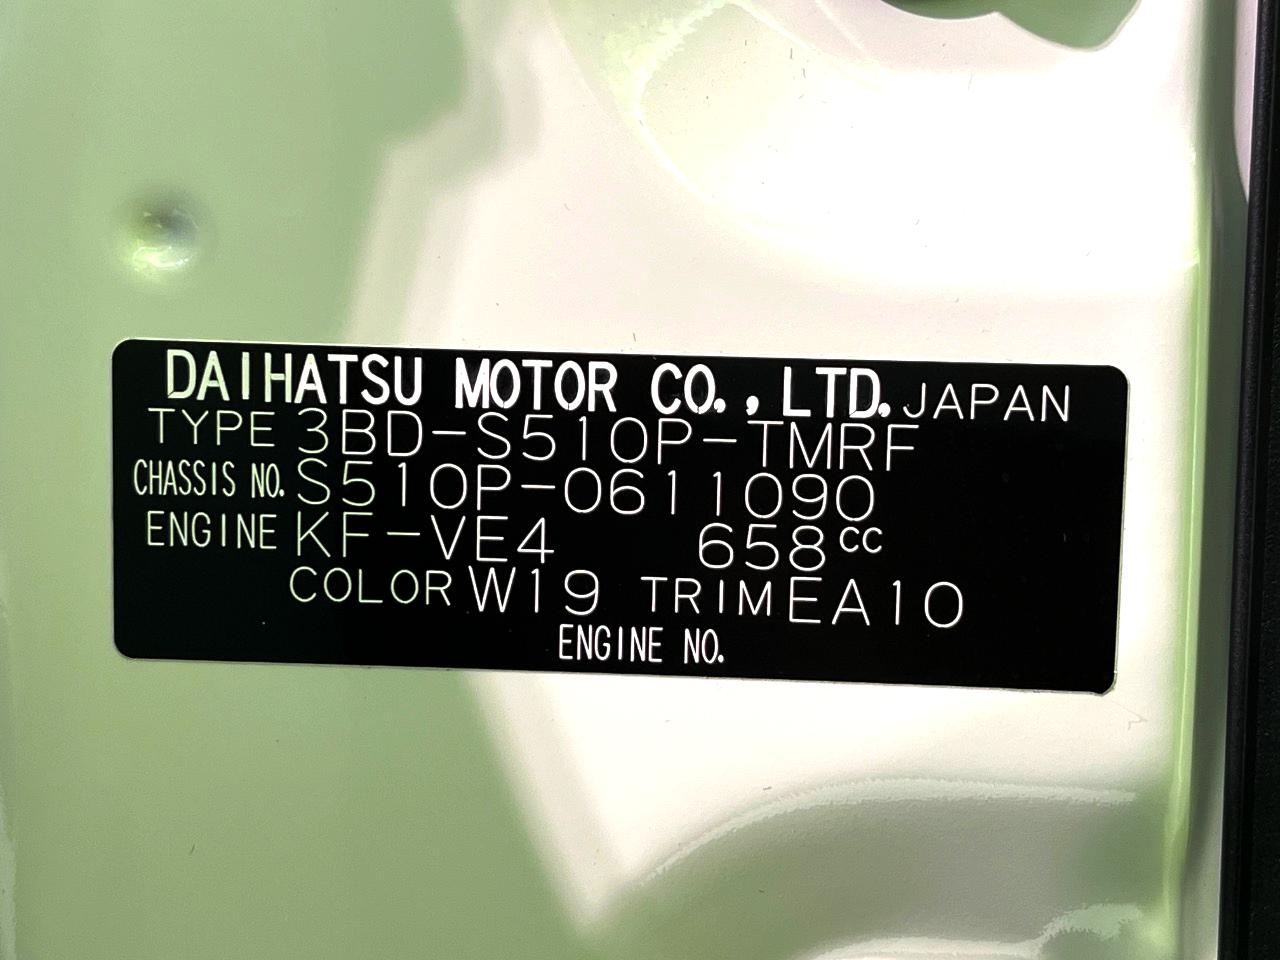 DAIHATSU MOTOR CO., LTD. JAPAN
TYPE 3BD-S510P-TMRF
CHASSIS NO. S510P-0611090
ENGINE KF-VE4 658cc
COLOR W19 TRIM EA10
ENGINE NO.